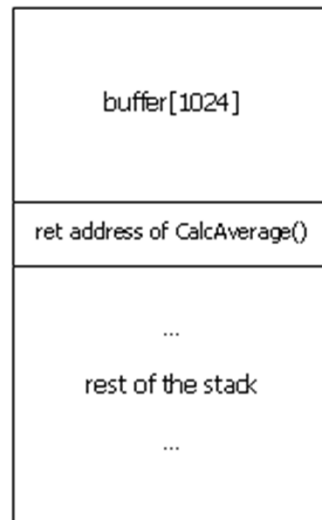 buffer[1024]
ret address of CalcAverage()
...
rest of the stack
...